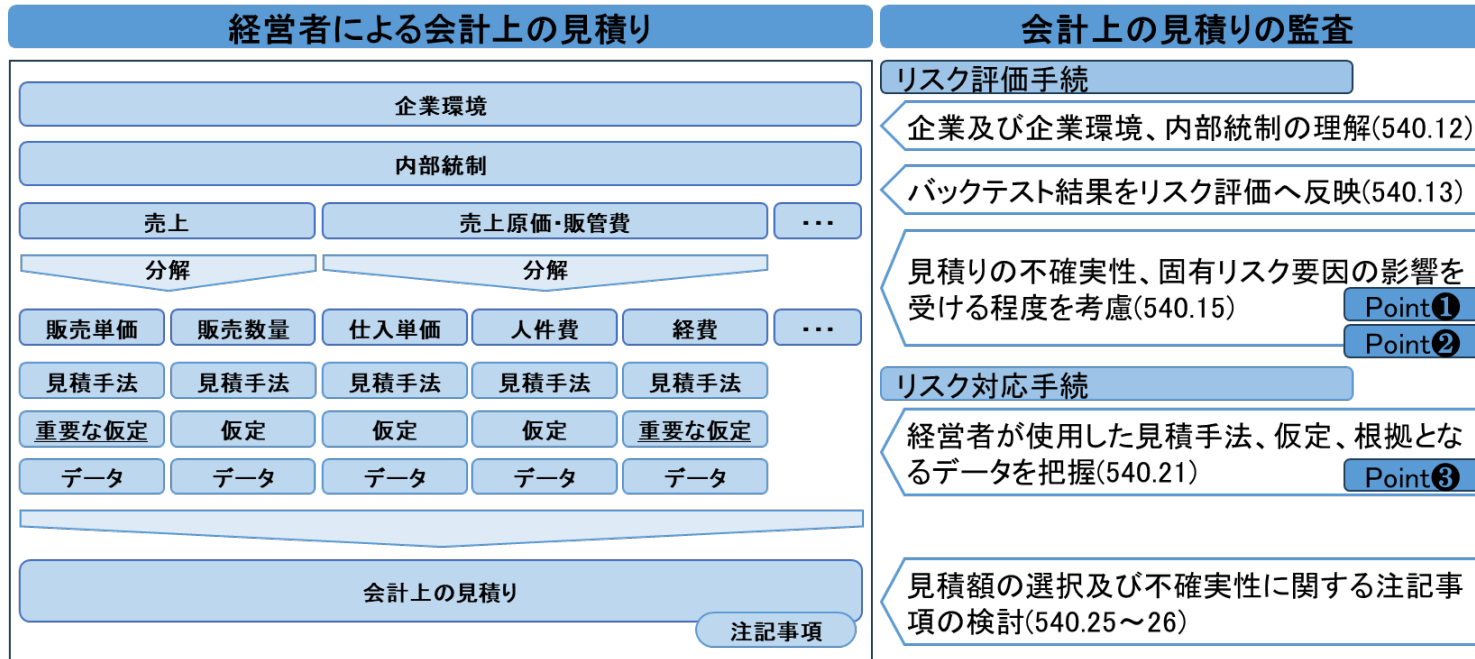 経営者による会計上の見積り
企業環境
内部統制
売上
売上原価・販管費
・・・
分解
分解
販売単価
販売数量
仕入単価
人件費
経費
・・・
見積手法
見積手法
見積手法
見積手法
見積手法
重要な仮定
仮定
仮定
仮定
重要な仮定
データ
データ
データ
データ
データ
会計上の見積り
注記事項
会計上の見積りの監査
リスク評価手続
企業及び企業環境、内部統制の理解(540.12)
バックテスト結果をリスク評価へ反映(540.13)
見積りの不確実性、固有リスク要因の影響を
受ける程度を考慮(540.15)
Point❶
Point❷
リスク対応手続
経営者が使用した見積手法、仮定、根拠とな
るデータを把握(540.21)
Point❸
見積額の選択及び不確実性に関する注記事
項の検討(540.25～26)